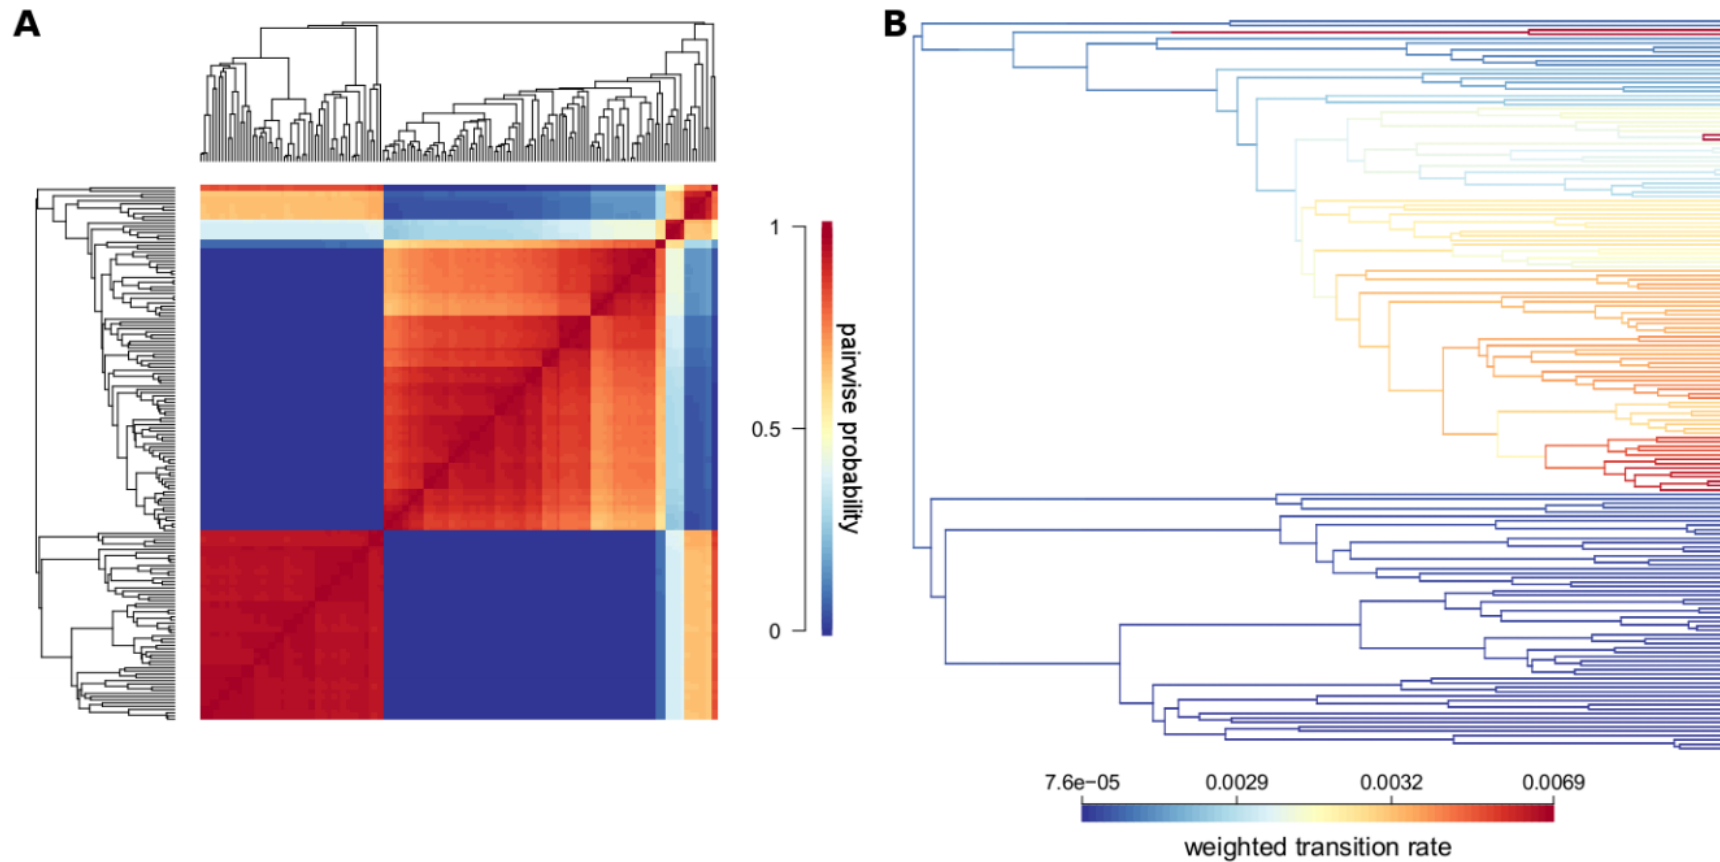 A
B
1
0.5
0
pairwise probability
7.6e−05 0.0029 0.0032 0.0069
weighted transition rate